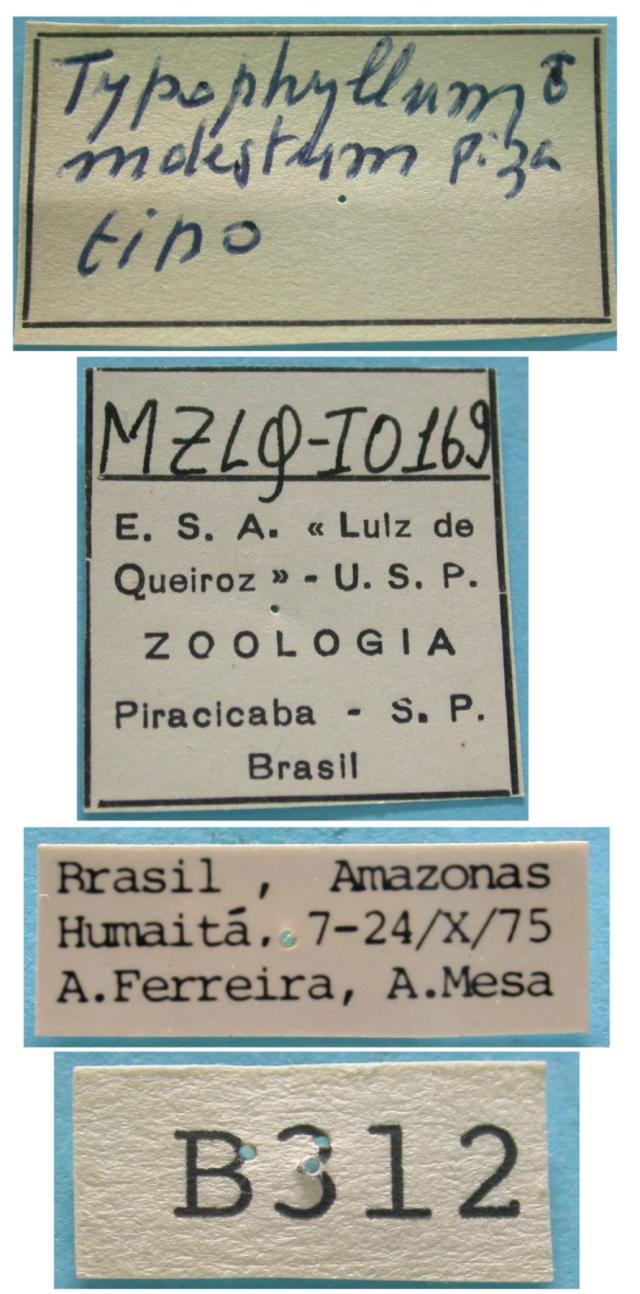 Typophyllum ♂
modestum Piza
tipo
MZLQ-I0169
E. S. A. « Luiz de
Queiroz » - U. S. P.
ZOOLOGIA
Piracicaba - S. P.
Brasil
Brasil , Amazonas
Humaitá, 7-24/X/75
A.Ferreira, A.Mesa
B312